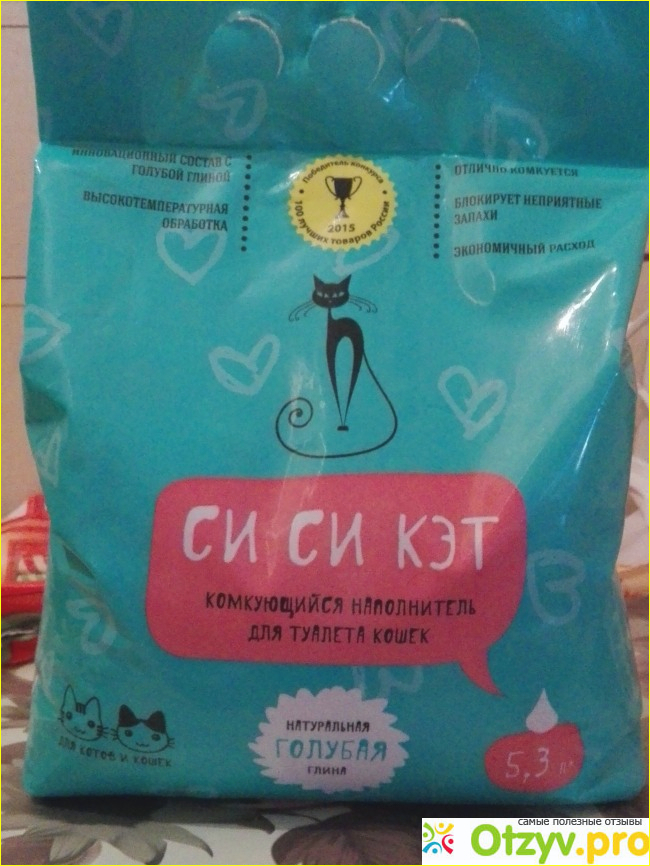 ИННОВАЦИОННЫЙ СОСТАВ С
ГОЛУБОЙ ГЛИНОЙ
ВЫСОКОТЕМПЕРАТУРНАЯ
ОБРАБОТКА
Победитель конкурса
2015
100 лучших товаров России
ОТЛИЧНО КОМКУЕТСЯ
БЛОКИРУЕТ НЕПРИЯТНЫЕ
ЗАПАХИ
ЭКОНОМИЧНЫЙ РАСХОД
СИ СИ КЭТ
КОМКУЮЩИЙСЯ НАПОЛНИТЕЛЬ
ДЛЯ ТУАЛЕТА КОШЕК
ДЛЯ КОТОВ И КОШЕК
НАТУРАЛЬНАЯ
ГОЛУБАЯ
ГЛИНА
5,3
самые полезные отзывы
Otzyv.pro